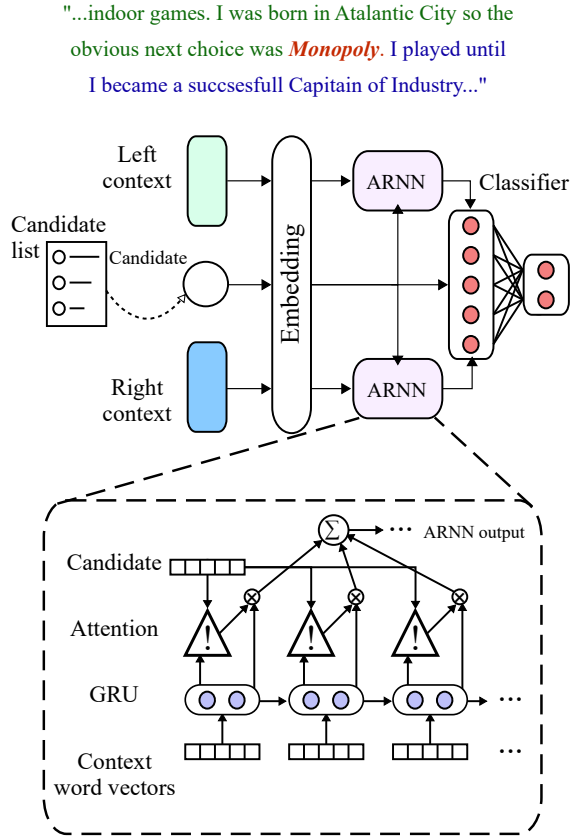 "...indoor games. I was born in Atalantic City so the
obvious next choice was Monopoly. I played until
I became a succsesfull Capitain of Industry..."
Left
context
ARNN
Classifier
Candidate
list
Candidate
Embedding
Right
context
ARNN
Σ
...
ARNN output
Candidate
Attention
! ! !
GRU
...
Context
word vectors
...